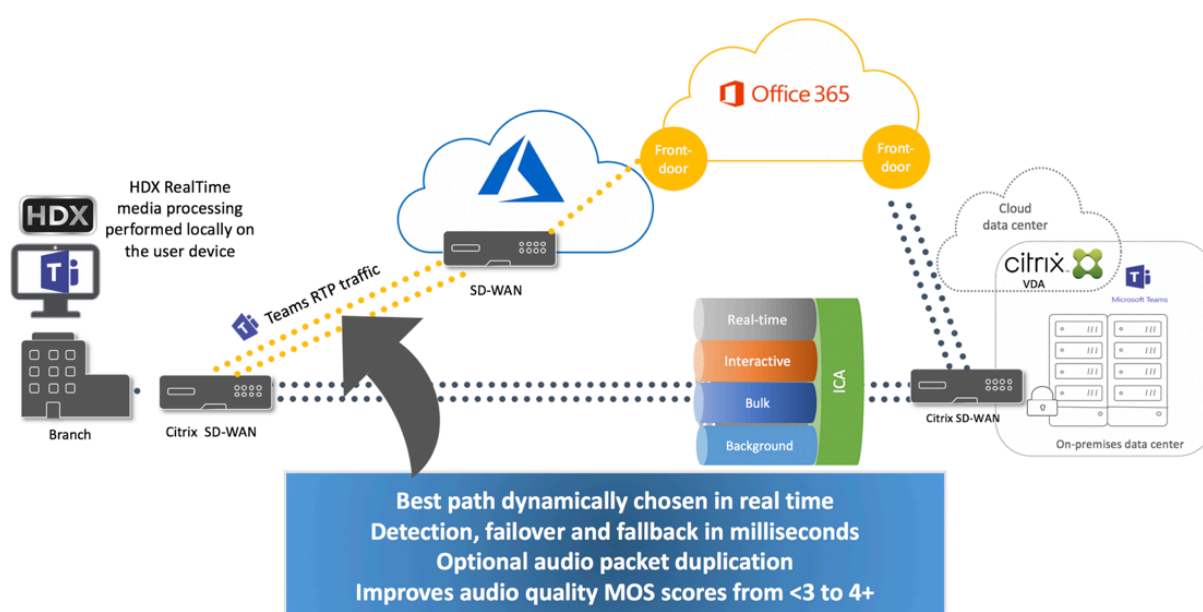 Office 365
Front-
door
Front-
door
HDX
HDX RealTime
media processing
performed locally on
the user device
T
Teams RTP traffic
T
SD-WAN
Cloud
data center
citrix
VDA
T
Microsoft Teams
Real-time
Interactive
Bulk
Background
ICA
Branch
Citrix SD-WAN
Citrix SD-WAN
On-premises data center
Best path dynamically chosen in real time
Detection, failover and fallback in milliseconds
Optional audio packet duplication
Improves audio quality MOS scores from <3 to 4+